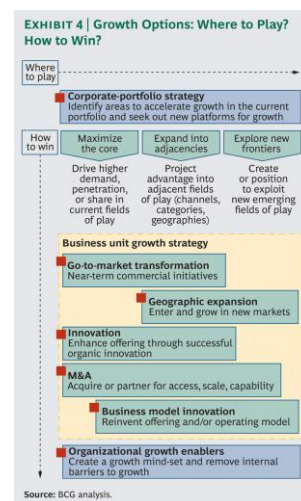 EXHIBIT 4 | Growth Options: Where to Play?
How to Win?
Where
to play
Corporate-portfolio strategy
Identify areas to accelerate growth in the current
portfolio and seek out new platforms for growth
How to
win
Maximize
the core
Expand into
adjacencies
Explore new
frontiers
Drive higher
demand,
penetration,
or share in
current fields
of play
Project
advantage into
adjacent fields
of play (channels,
categories,
geographies)
Create
or position
to exploit
new emerging
fields of play
Business unit growth strategy
Go-to-market transformation
Near-term commercial initiatives
Geographic expansion
Enter and grow in new markets
Innovation
Enhance offering through successful
organic innovation
M&A
Acquire or partner for access, scale, capability
Business model innovation
Reinvent offering and/or operating model
Organizational growth enablers
Create a growth mind-set and remove internal
barriers to growth
Source: BCG analysis.